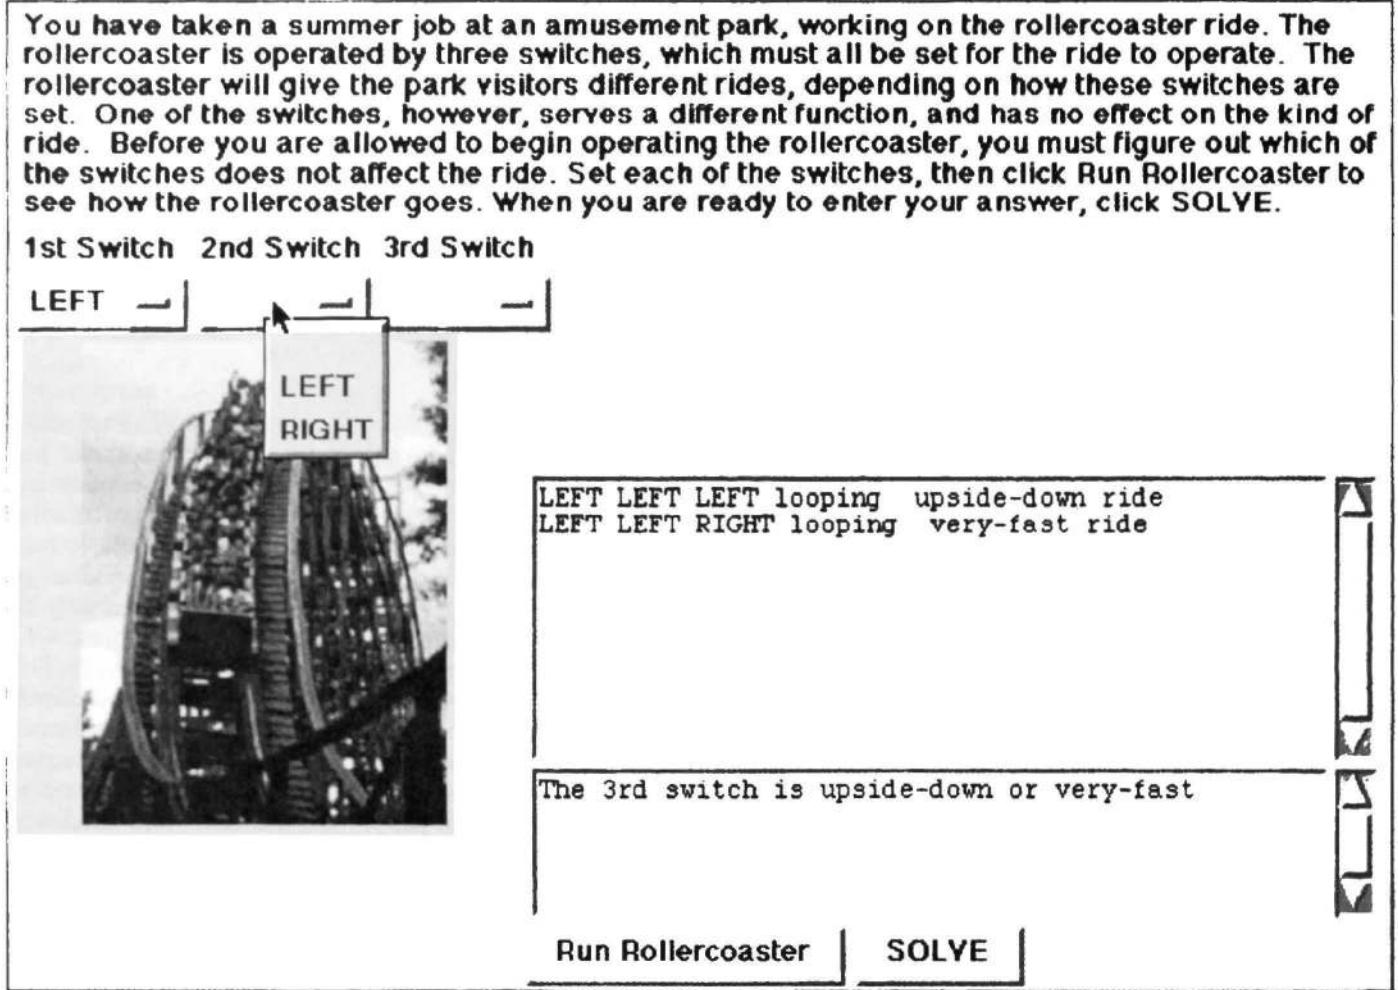 You have taken a summer job at an amusement park, working on the rollercoaster ride. The
rollercoaster is operated by three switches, which must all be set for the ride to operate. The
rollercoaster will give the park visitors different rides, depending on how these switches are
set. One of the switches, however, serves a different function, and has no effect on the kind of
ride. Before you are allowed to begin operating the rollercoaster, you must figure out which of
the switches does not affect the ride. Set each of the switches, then click Run Rollercoaster to
see how the rollercoaster goes. When you are ready to enter your answer, click SOLVE.
1st Switch 2nd Switch 3rd Switch
LEFT
LEFT
RIGHT
LEFT LEFT LEFT looping upside-down ride
LEFT LEFT RIGHT looping very-fast ride
The 3rd switch is upside-down or very-fast
Run Rollercoaster SOLVE